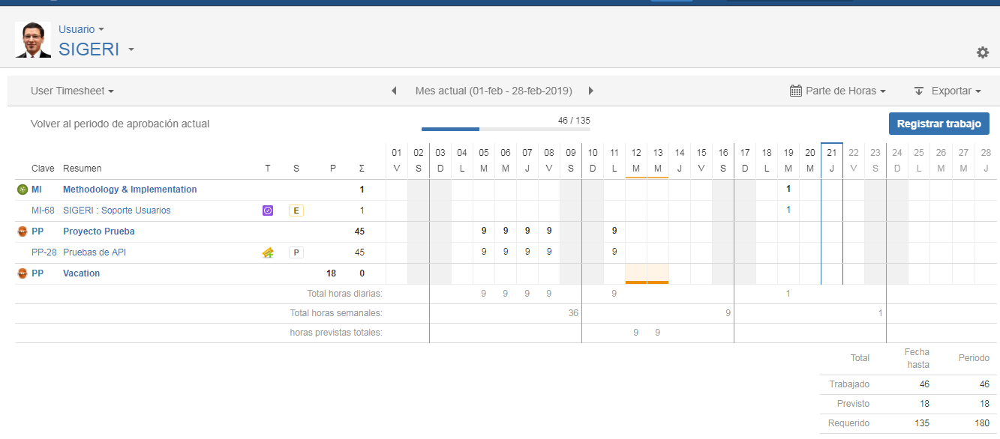 Usuario
SIGERI
User Timesheet
Mes actual (01-feb - 28-feb-2019)
Parte de Horas
Exportar
Volver al periodo de aprobación actual
46 / 135
Registrar trabajo
01 02 03 04 05 06 07 08 09 10 11 12 13 14 15 16 17 18 19 20 21 22 23 24 25 26 27 28
Clave Resumen T S P Σ V S D L M M J V S D L M M J V S D L M M J V S D L M M J
MI Methodology & Implementation 1 1
MI-68 SIGERI : Soporte Usuarios E 1 1
PP Proyecto Prueba 45 9 9 9 9 9
PP-28 Pruebas de API P 45 9 9 9 9 9
PP Vacation 18 0
Total horas diarias: 9 9 9 9 9 1
Total horas semanales: 36 9 1
horas previstas totales: 9 9
Total Fecha hasta Periodo
Trabajado 46 46
Previsto 18 18
Requerido 135 180